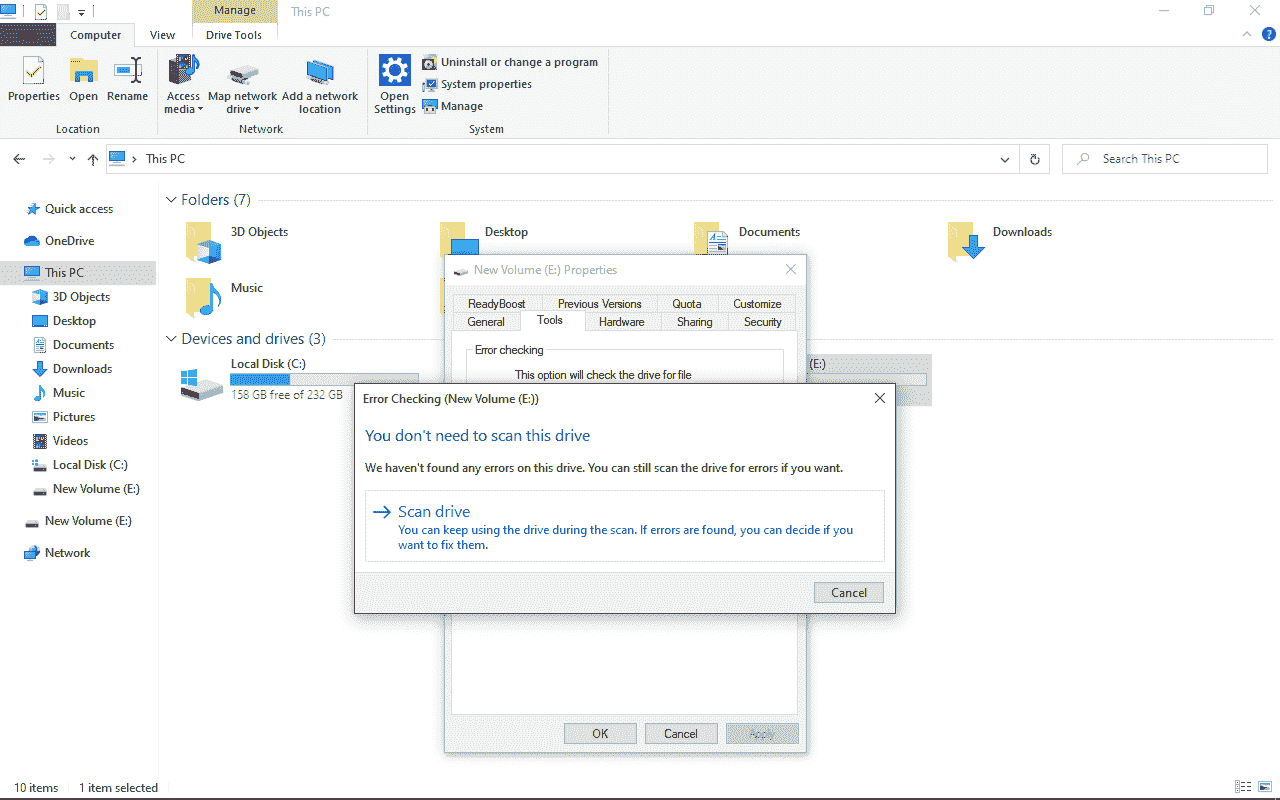 Manage
This PC
Computer
View
Drive Tools
Properties
Open
Rename
Access
media
Map network
drive
Add a network
location
Open
Settings
Uninstall or change a program
System properties
Manage
Location
Network
System
This PC
Search This PC
Quick access
OneDrive
This PC
3D Objects
Desktop
Documents
Downloads
Music
Pictures
Videos
Local Disk (C:)
New Volume (E:)
New Volume (E:)
Network
Folders (7)
3D Objects
Desktop
Documents
Downloads
Music
Devices and drives (3)
Local Disk (C:)
158 GB free of 232 GB
(E:)
New Volume (E:) Properties
ReadyBoost
Previous Versions
Quota
Customize
General
Tools
Hardware
Sharing
Security
Error checking
This option will check the drive for file
Error Checking (New Volume (E:))
You don't need to scan this drive
We haven't found any errors on this drive. You can still scan the drive for errors if you want.
Scan drive
You can keep using the drive during the scan. If errors are found, you can decide if you
want to fix them.
Cancel
OK
Cancel
Apply
10 items
1 item selected